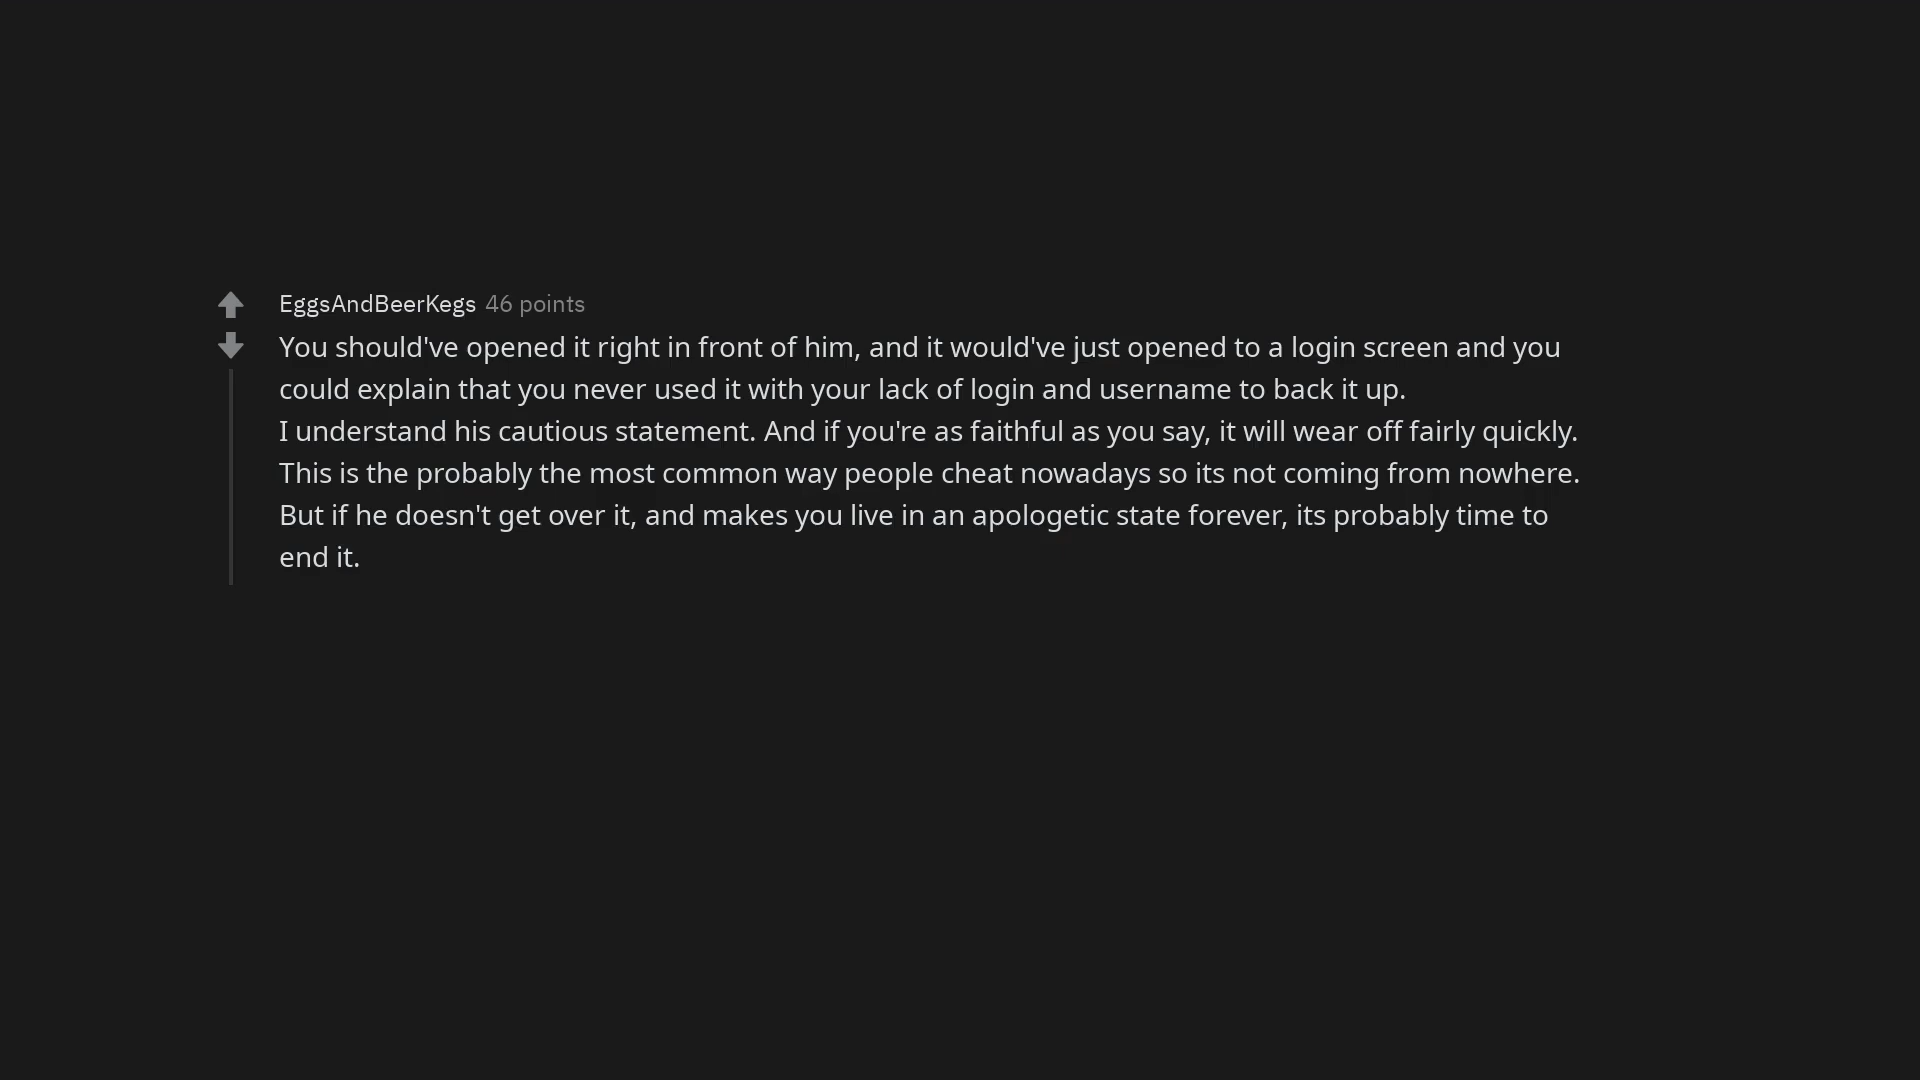 EggsAndBeerKegs 46 points
You should've opened it right in front of him, and it would've just opened to a login screen and you
could explain that you never used it with your lack of login and username to back it up.
I understand his cautious statement. And if you're as faithful as you say, it will wear off fairly quickly.
This is the probably the most common way people cheat nowadays so its not coming from nowhere.
But if he doesn't get over it, and makes you live in an apologetic state forever, its probably time to
end it.